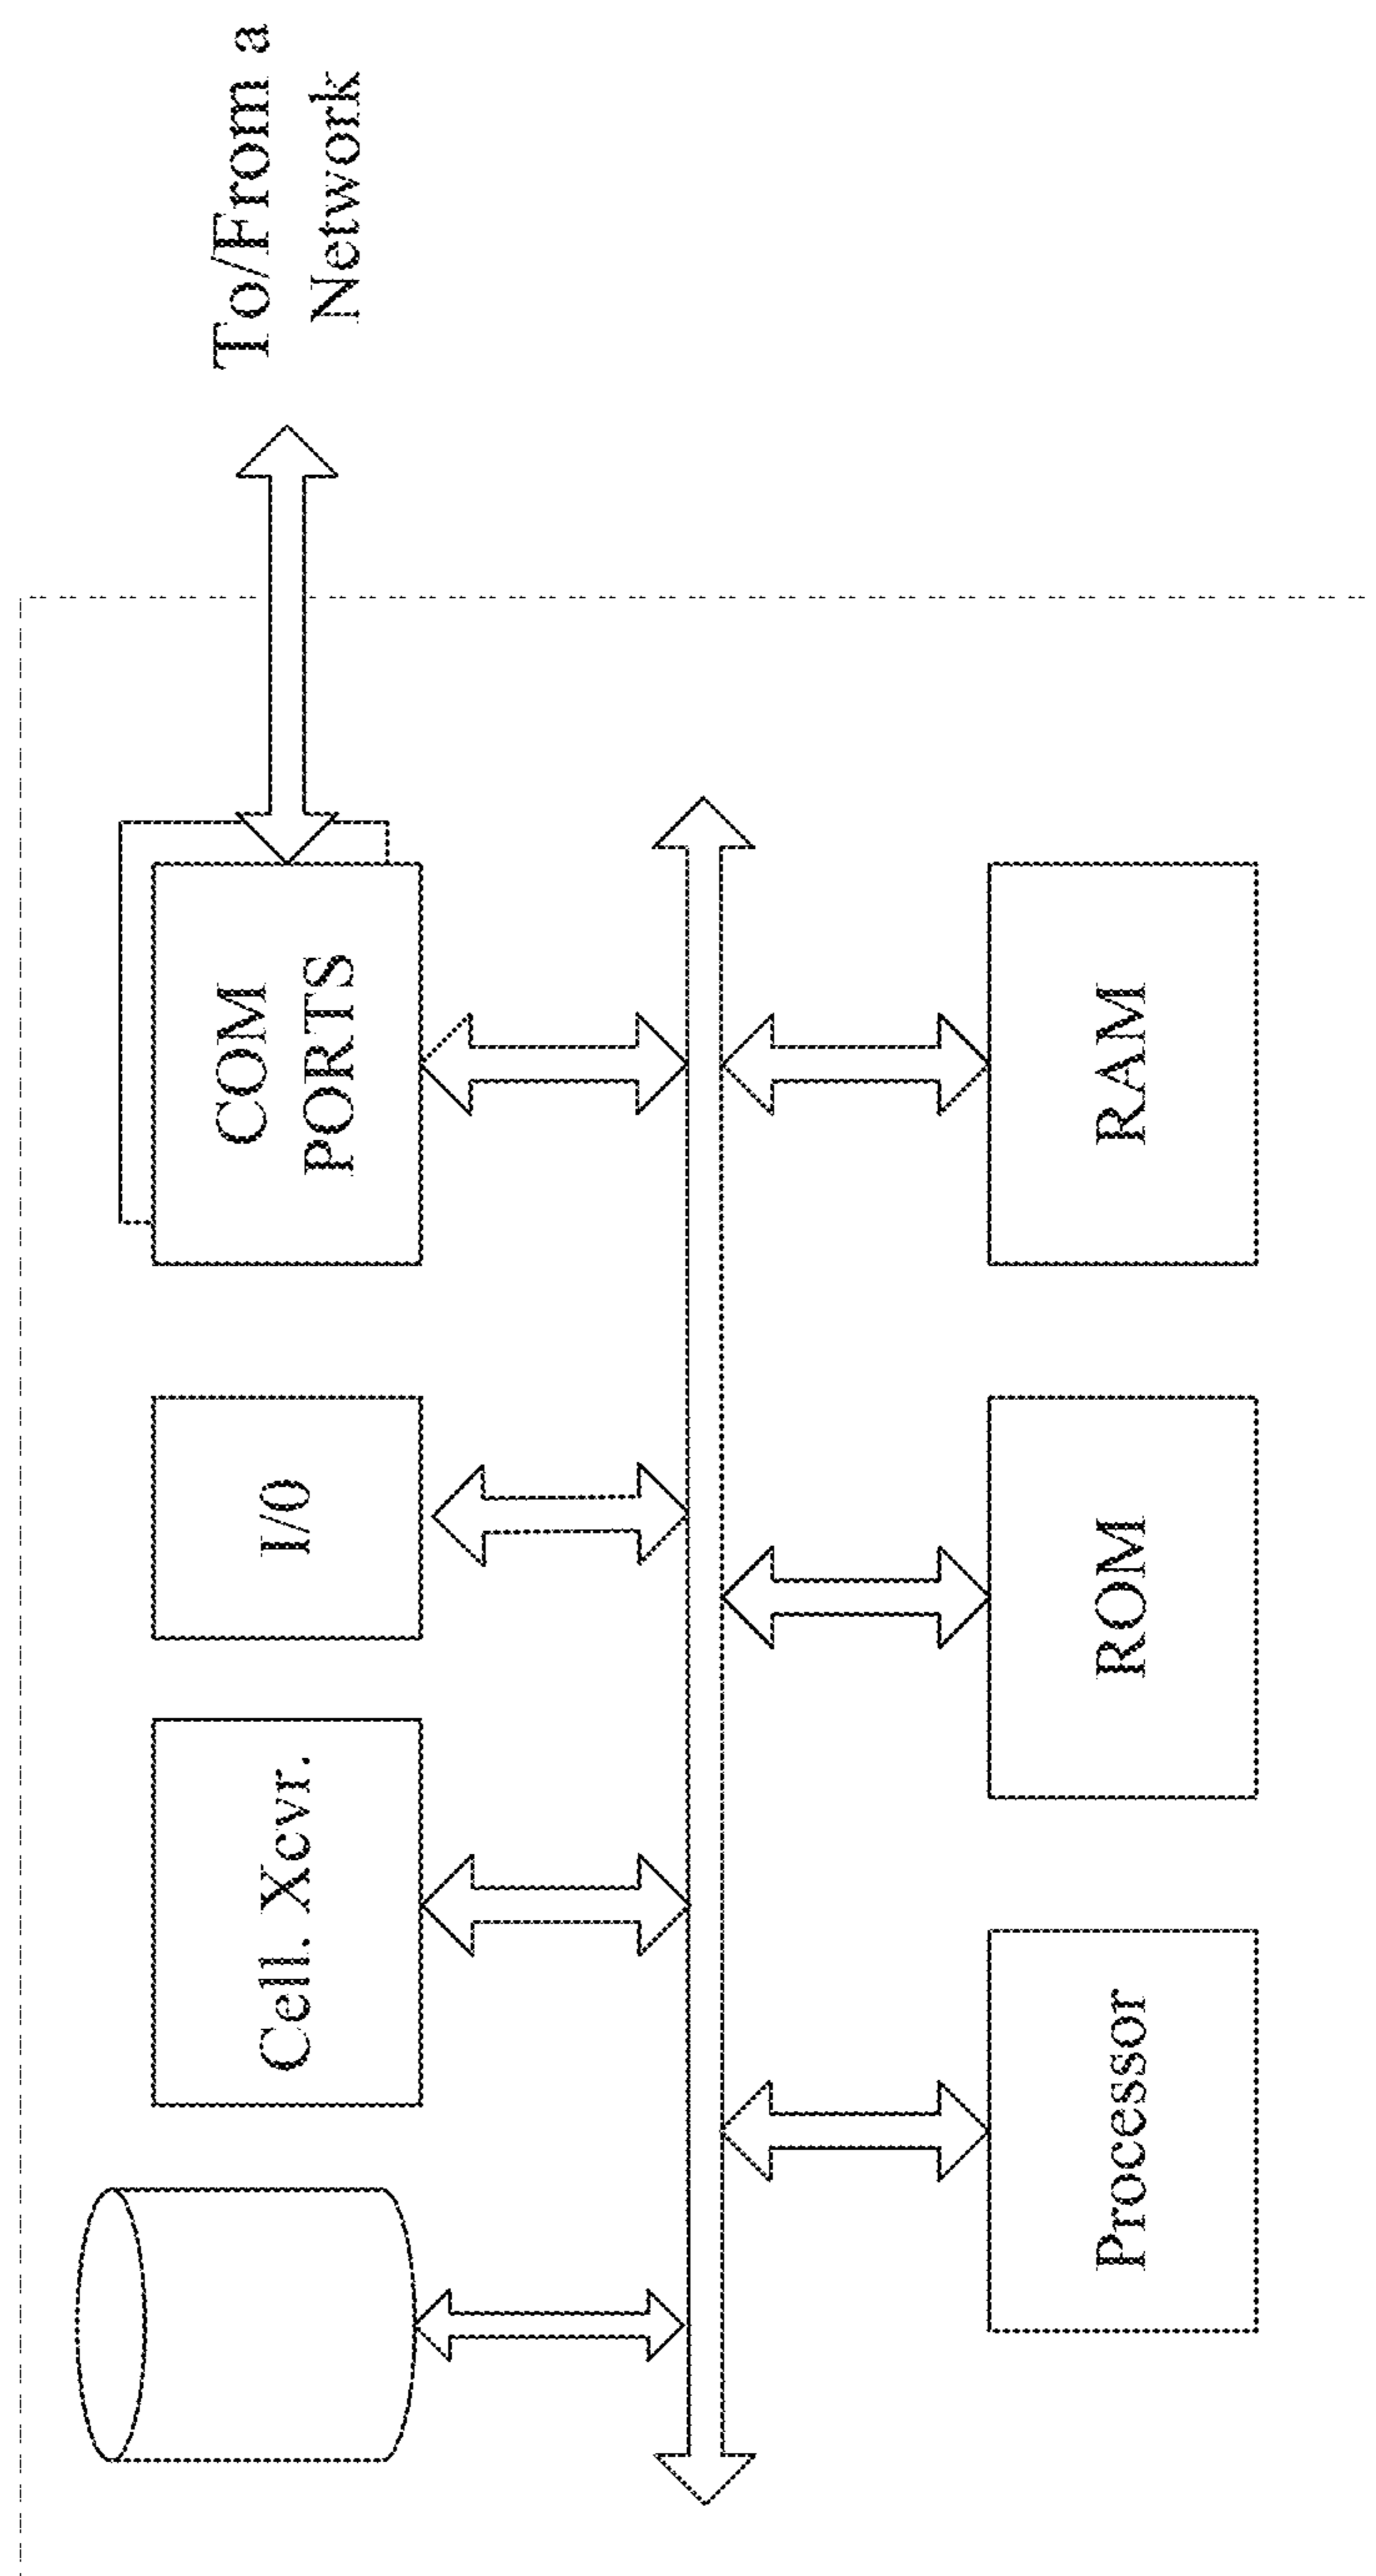 Cell. Xcvr.
I/0
COM
PORTS
To/From a
Network
Processor
ROM
RAM